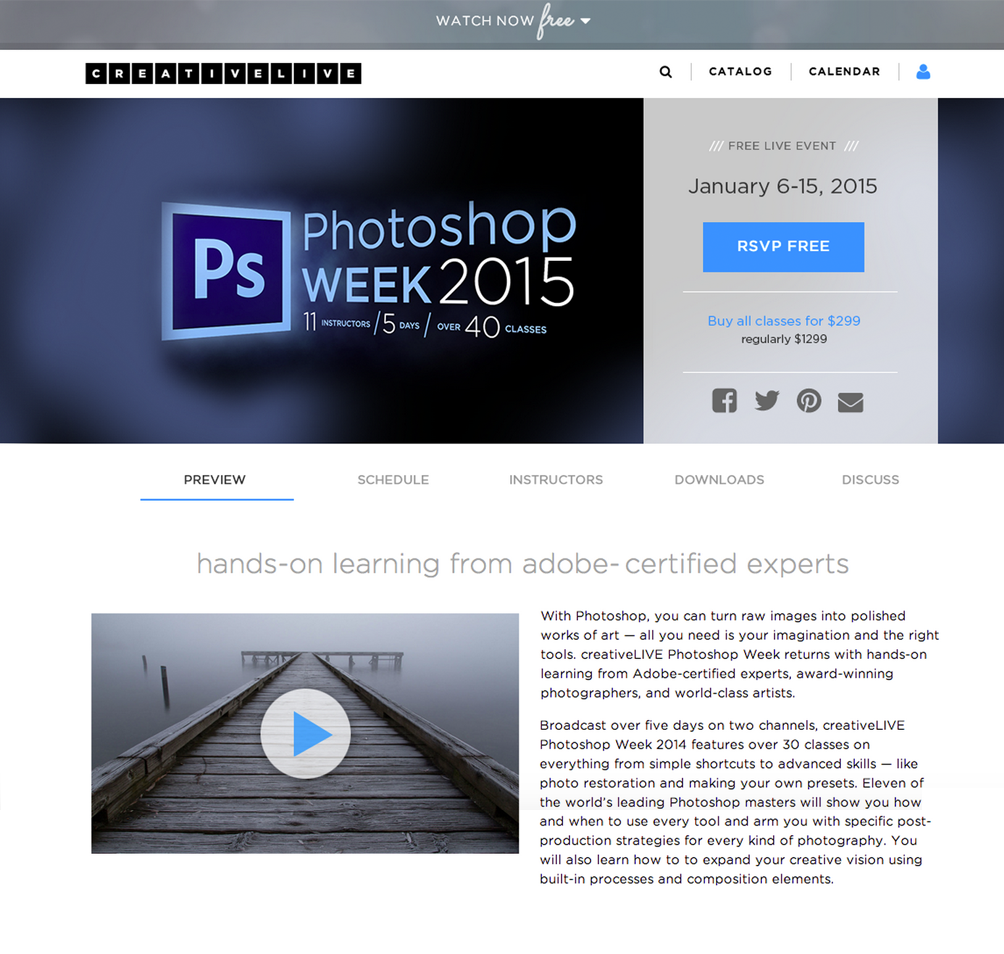 WATCH NOW free
CREATIVELIVE
CATALOG
CALENDAR
Ps
Photoshop
WEEK 2015
11 INSTRUCTORS / 5 DAYS / OVER 40 CLASSES
/// FREE LIVE EVENT ///
January 6-15, 2015
RSVP FREE
Buy all classes for $299
regularly $1299
PREVIEW
SCHEDULE
INSTRUCTORS
DOWNLOADS
DISCUSS
hands-on learning from adobe- certified experts
With Photoshop, you can turn raw images into polished
works of art — all you need is your imagination and the right
tools. creativeLIVE Photoshop Week returns with hands-on
learning from Adobe-certified experts, award-winning
photographers, and world-class artists.
Broadcast over five days on two channels, creativeLIVE
Photoshop Week 2014 features over 30 classes on
everything from simple shortcuts to advanced skills — like
photo restoration and making your own presets. Eleven of
the world's leading Photoshop masters will show you how
and when to use every tool and arm you with specific post-
production strategies for every kind of photography. You
will also learn how to to expand your creative vision using
built-in processes and composition elements.